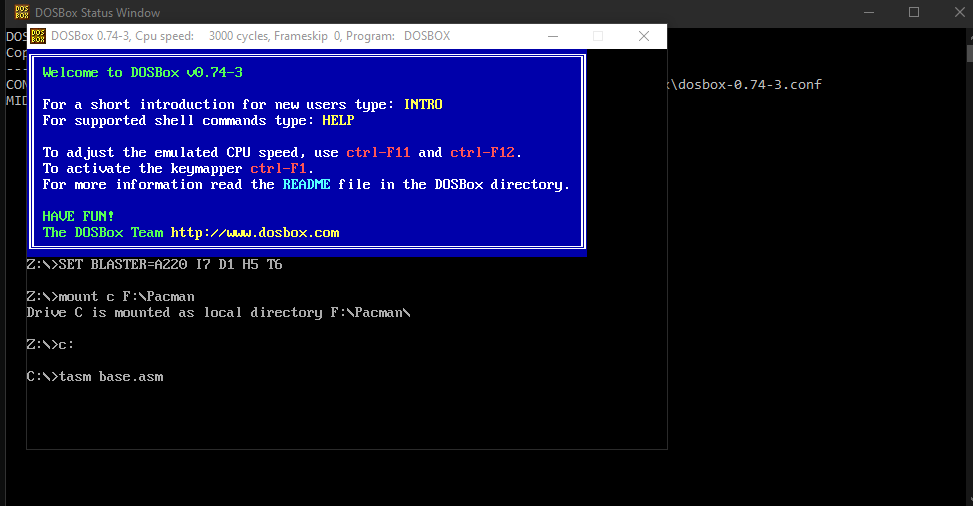 DOSBox Status Window
DOSBox 0.74-3, Cpu speed: 3000 cycles, Frameskip 0, Program: DOSBOX
Welcome to DOSBox v0.74-3
For a short introduction for new users type: INTRO
For supported shell commands type: HELP
To adjust the emulated CPU speed, use ctrl-F11 and ctrl-F12.
To activate the keymapper ctrl-F1.
For more information read the README file in the DOSBox directory.
HAVE FUN!
The DOSBox Team http://www.dosbox.com
Z:\>SET BLASTER=A220 I7 D1 H5 T6
Z:\>mount c F:\Pacman
Drive C is mounted as local directory F:\Pacman\
Z:\>c:
C:\>tasm base.asm
DOS
Cop
---
CON
\dosbox-0.74-3.conf
MID